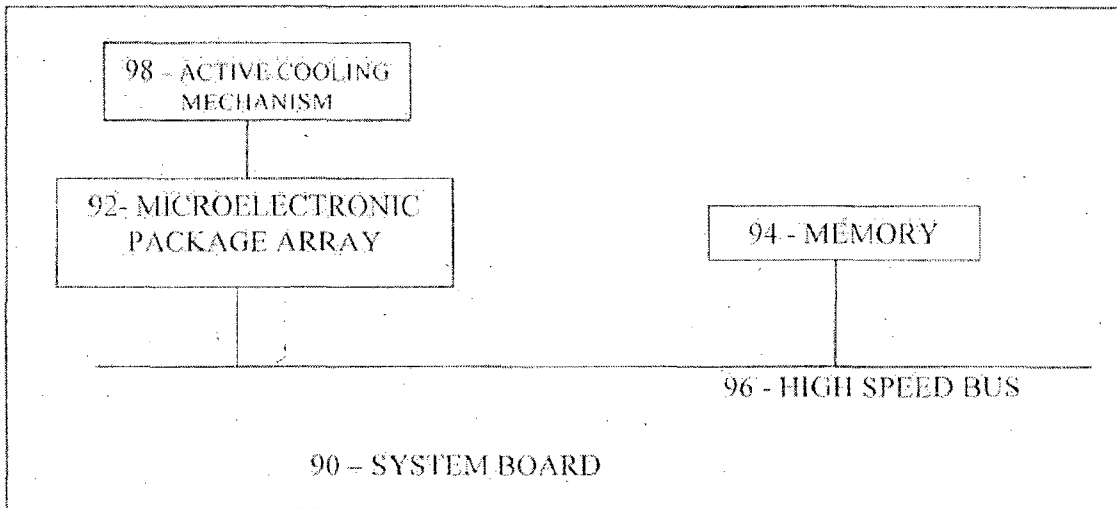 98 - ACTIVE COOLING
MECHANISM
92- MICROELECTRONIC
PACKAGE ARRAY
94 - MEMORY
96 - HIGH SPEED BUS
90 – SYSTEM BOARD